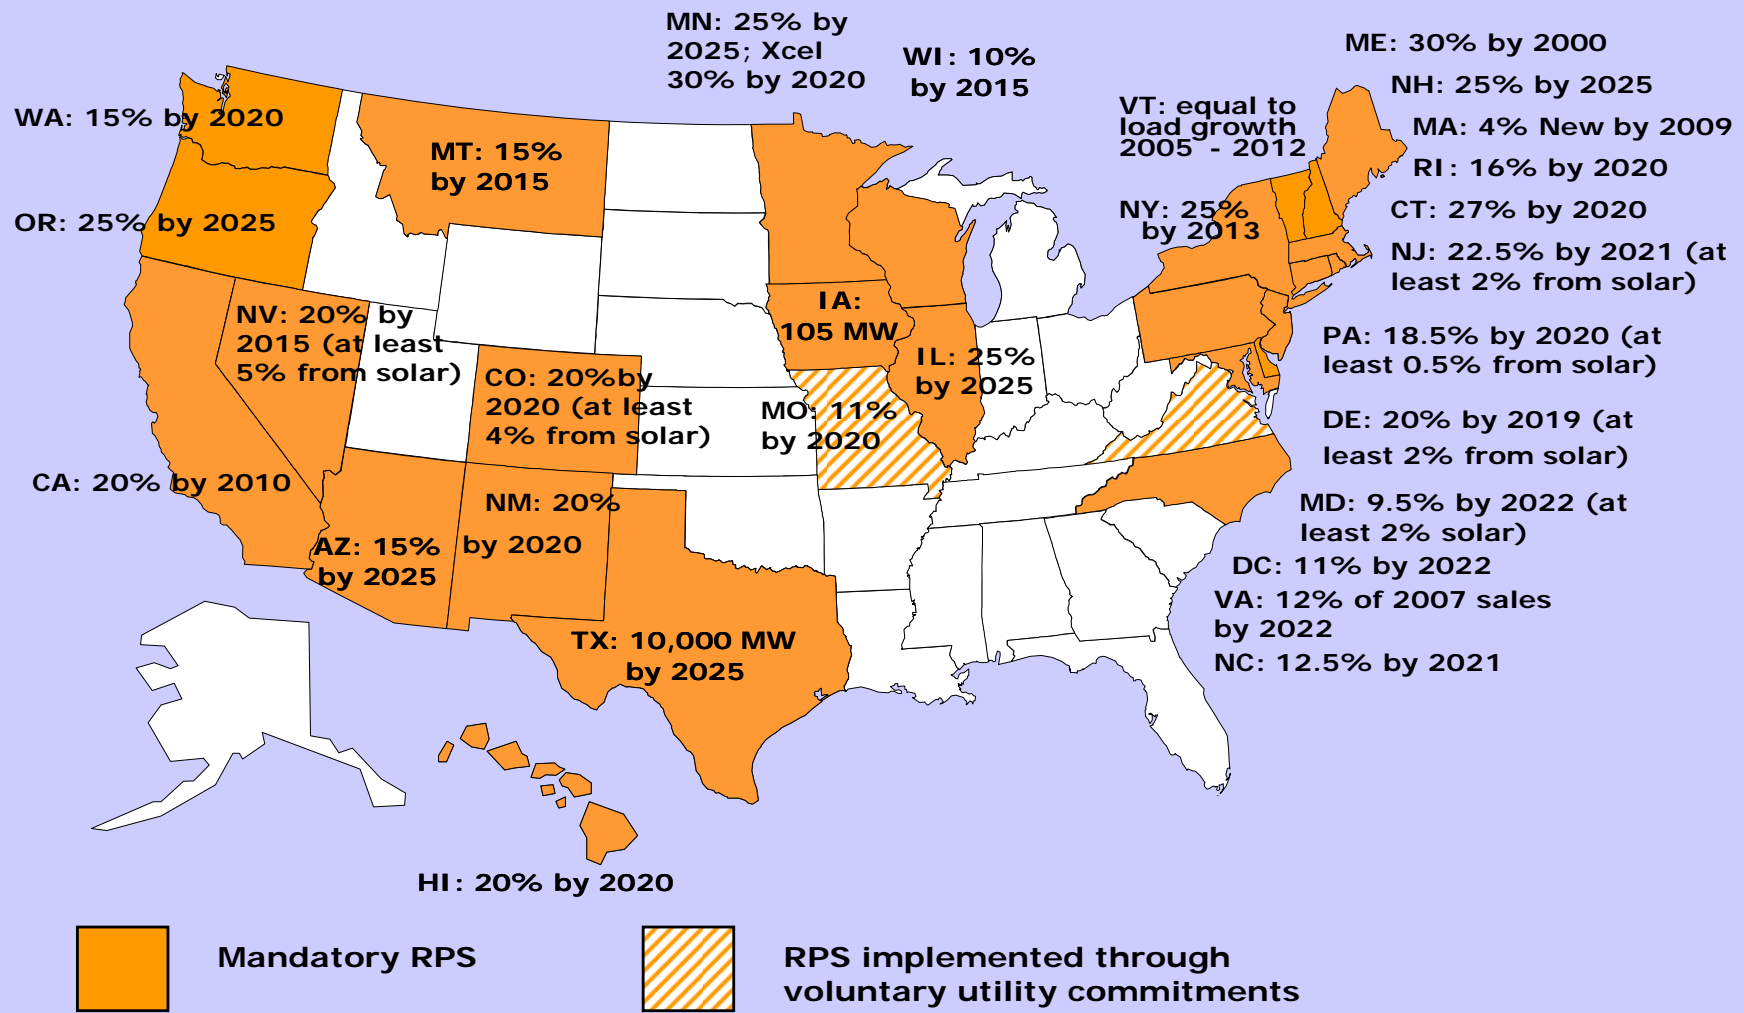 MN: 25% by
2025; Xcel
30% by 2020
WI: 10%
by 2015
ME: 30% by 2000
NH: 25% by 2025
VT: equal to
load growth
2005 - 2012
MA: 4% New by 2009
RI: 16% by 2020
WA: 15% by 2020
MT: 15%
by 2015
OR: 25% by 2025
NY: 25%
by 2013
CT: 27% by 2020
NJ: 22.5% by 2021 (at
least 2% from solar)
NV: 20% by
2015 (at least
5% from solar)
IA:
105 MW
IL: 25%
by 2025
PA: 18.5% by 2020 (at
least 0.5% from solar)
CO: 20%by
2020 (at least
4% from solar)
MO: 11%
by 2020
DE: 20% by 2019 (at
least 2% from solar)
CA: 20% by 2010
NM: 20%
by 2020
AZ: 15%
by 2025
MD: 9.5% by 2022 (at
least 2% solar)
DC: 11% by 2022
VA: 12% of 2007 sales
by 2022
NC: 12.5% by 2021
TX: 10,000 MW
by 2025
HI: 20% by 2020
Mandatory RPS
RPS implemented through
voluntary utility commitments